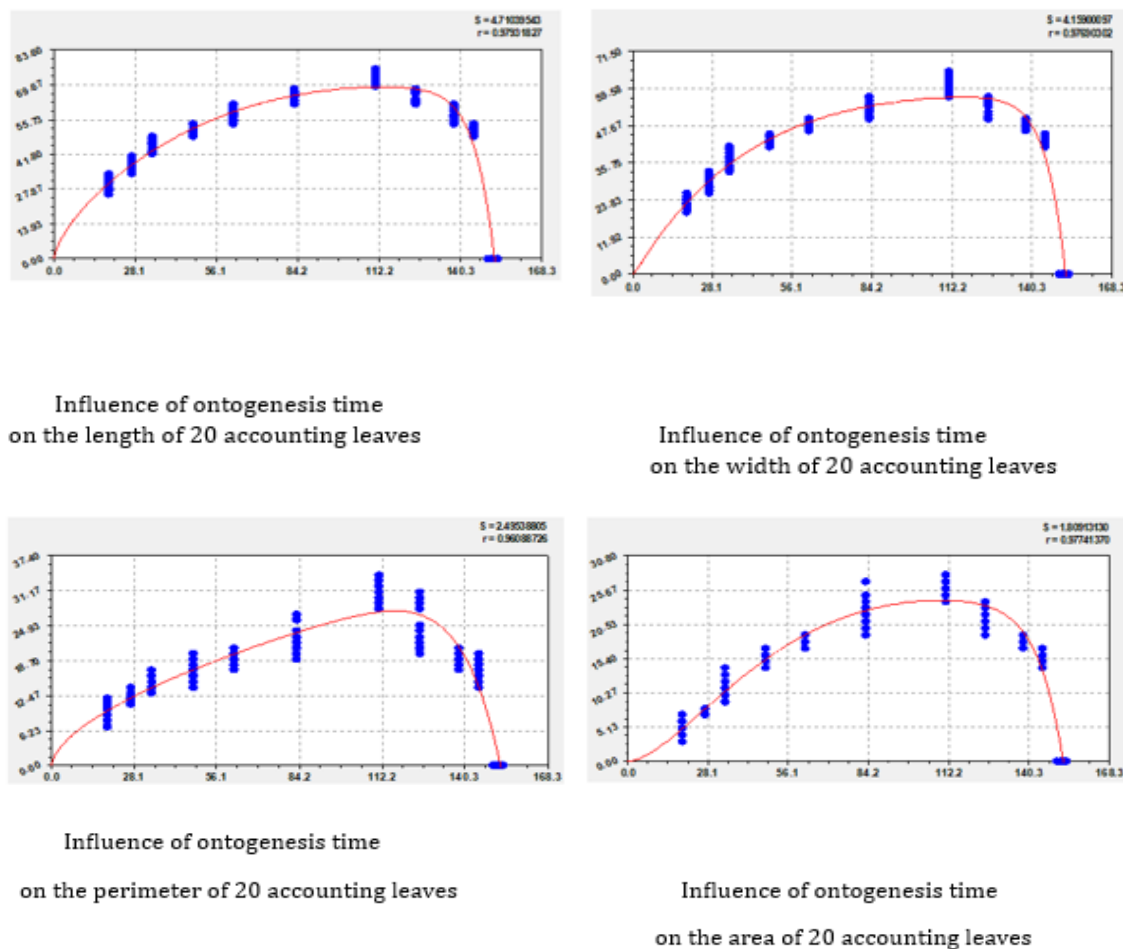 S = 4.71039543
r = 0.97931827
83.60
69.67
55.73
41.80
27.87
13.93
0.00
0.0 28.1 56.1 84.2 112.2 140.3 168.3
S = 4.15900097
r = 0.97690302
71.50
59.58
47.67
35.75
23.83
11.92
0.00
0.0 28.1 56.1 84.2 112.2 140.3 168.3
Influence of ontogenesis time
on the length of 20 accounting leaves
Influence of ontogenesis time
on the width of 20 accounting leaves
S = 2.49538805
r = 0.96088726
37.40
31.17
24.93
18.70
12.47
6.23
0.00
0.0 28.1 56.1 84.2 112.2 140.3 168.3
S = 1.80913130
r = 0.97741370
30.80
25.67
20.53
15.40
10.27
5.13
0.00
0.0 28.1 56.1 84.2 112.2 140.3 168.3
Influence of ontogenesis time
on the perimeter of 20 accounting leaves
Influence of ontogenesis time
on the area of 20 accounting leaves